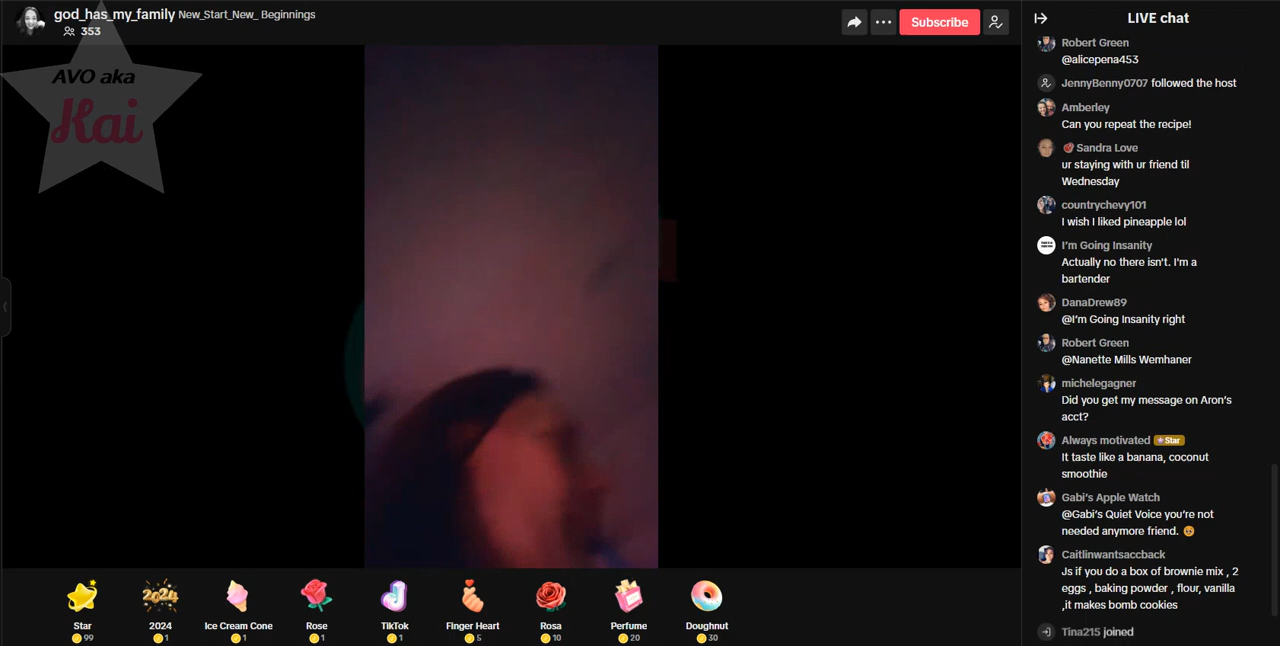 god_has_my_family New_Start_New_ Beginnings
353
Subscribe
AVO aka
Kai
LIVE chat
Robert Green
@alicepena453
JennyBenny0707 followed the host
Amberley
Can you repeat the recipe!
Sandra Love
ur staying with ur friend til
Wednesday
countrychevy101
I wish I liked pineapple lol
I'm Going Insanity
Actually no there isn't. I'm a
bartender
DanaDrew89
@I'm Going Insanity right
Robert Green
@Nanette Mills Wemhaner
michelegagner
Did you get my message on Aron's
acct?
Always motivated Star
It taste like a banana, coconut
smoothie
Gabi's Apple Watch
@Gabi's Quiet Voice you're not
needed anymore friend.
Caitlinwantsaccback
Js if you do a box of brownie mix , 2
eggs , baking powder , flour, vanilla
,it makes bomb cookies
Tina215 joined
2024
Star
99
2024
1
Ice Cream Cone
1
Rose
1
TikTok
1
Finger Heart
5
Rosa
10
Perfume
20
Doughnut
30